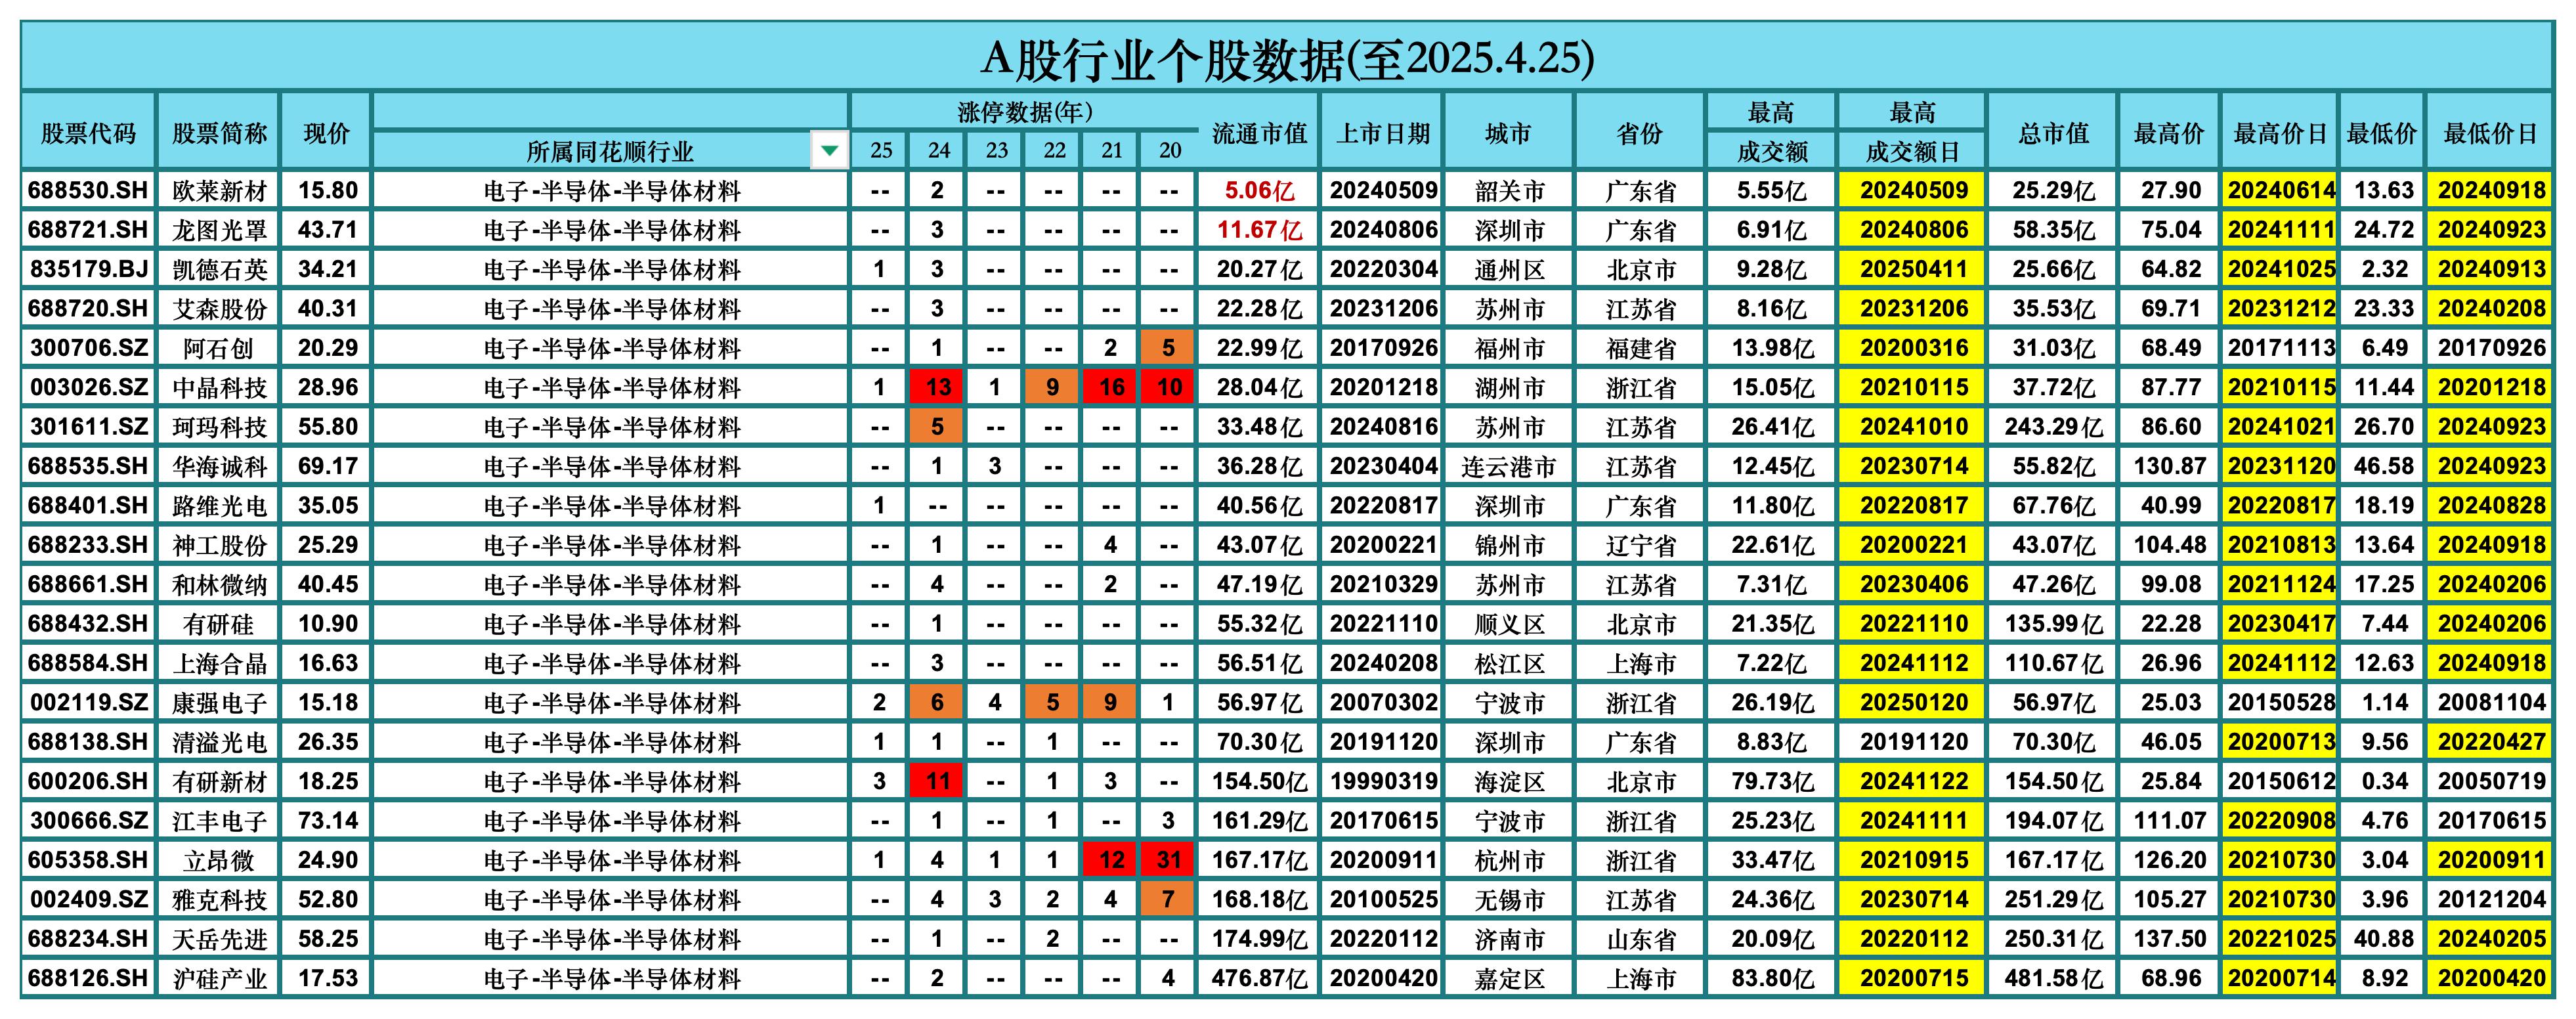 A股行业个股数据(至2025.4.25)
股票代码 股票简称 现价 所属同花顺行业 涨停数据(年) 流通市值 上市日期 城市 省份 最高 最高 总市值 最高价 最高价日 最低价 最低价日
25 24 23 22 21 20 成交额 成交额日
688530.SH 欧莱新材 15.80 电子-半导体-半导体材料 -- 2 -- -- -- -- 5.06亿 20240509 韶关市 广东省 5.55亿 20240509 25.29亿 27.90 20240614 13.63 20240918
688721.SH 龙图光罩 43.71 电子-半导体-半导体材料 -- 3 -- -- -- -- 11.67亿 20240806 深圳市 广东省 6.91亿 20240806 58.35亿 75.04 20241111 24.72 20240923
835179.BJ 凯德石英 34.21 电子-半导体-半导体材料 1 3 -- -- -- -- 20.27亿 20220304 通州区 北京市 9.28亿 20250411 25.66亿 64.82 20241025 2.32 20240913
688720.SH 艾森股份 40.31 电子-半导体-半导体材料 -- 3 -- -- -- -- 22.28亿 20231206 苏州市 江苏省 8.16亿 20231206 35.53亿 69.71 20231212 23.33 20240208
300706.SZ 阿石创 20.29 电子-半导体-半导体材料 -- 1 -- -- 2 5 22.99亿 20170926 福州市 福建省 13.98亿 20200316 31.03亿 68.49 20171113 6.49 20170926
003026.SZ 中晶科技 28.96 电子-半导体-半导体材料 1 13 1 9 16 10 28.04亿 20201218 湖州市 浙江省 15.05亿 20210115 37.72亿 87.77 20210115 11.44 20201218
301611.SZ 珂玛科技 55.80 电子-半导体-半导体材料 -- 5 -- -- -- -- 33.48亿 20240816 苏州市 江苏省 26.41亿 20241010 243.29亿 86.60 20241021 26.70 20240923
688535.SH 华海诚科 69.17 电子-半导体-半导体材料 -- 1 3 -- -- -- 36.28亿 20230404 连云港市 江苏省 12.45亿 20230714 55.82亿 130.87 20231120 46.58 20240923
688401.SH 路维光电 35.05 电子-半导体-半导体材料 1 -- -- -- -- -- 40.56亿 20220817 深圳市 广东省 11.80亿 20220817 67.76亿 40.99 20220817 18.19 20240828
688233.SH 神工股份 25.29 电子-半导体-半导体材料 -- 1 -- -- 4 -- 43.07亿 20200221 锦州市 辽宁省 22.61亿 20200221 43.07亿 104.48 20210813 13.64 20240918
688661.SH 和林微纳 40.45 电子-半导体-半导体材料 -- 4 -- -- 2 -- 47.19亿 20210329 苏州市 江苏省 7.31亿 20230406 47.26亿 99.08 20211124 17.25 20240206
688432.SH 有研硅 10.90 电子-半导体-半导体材料 -- 1 -- -- -- -- 55.32亿 20221110 顺义区 北京市 21.35亿 20221110 135.99亿 22.28 20230417 7.44 20240206
688584.SH 上海合晶 16.63 电子-半导体-半导体材料 -- 3 -- -- -- -- 56.51亿 20240208 松江区 上海市 7.22亿 20241112 110.67亿 26.96 20241112 12.63 20240918
002119.SZ 康强电子 15.18 电子-半导体-半导体材料 2 6 4 5 9 1 56.97亿 20070302 宁波市 浙江省 26.19亿 20250120 56.97亿 25.03 20150528 1.14 20081104
688138.SH 清溢光电 26.35 电子-半导体-半导体材料 1 1 -- 1 -- -- 70.30亿 20191120 深圳市 广东省 8.83亿 20191120 70.30亿 46.05 20200713 9.56 20220427
600206.SH 有研新材 18.25 电子-半导体-半导体材料 3 11 -- 1 3 -- 154.50亿 19990319 海淀区 北京市 79.73亿 20241122 154.50亿 25.84 20150612 0.34 20050719
300666.SZ 江丰电子 73.14 电子-半导体-半导体材料 -- 1 -- 1 -- 3 161.29亿 20170615 宁波市 浙江省 25.23亿 20241111 194.07亿 111.07 20220908 4.76 20170615
605358.SH 立昂微 24.90 电子-半导体-半导体材料 1 4 1 1 12 31 167.17亿 20200911 杭州市 浙江省 33.47亿 20210915 167.17亿 126.20 20210730 3.04 20200911
002409.SZ 雅克科技 52.80 电子-半导体-半导体材料 -- 4 3 2 4 7 168.18亿 20100525 无锡市 江苏省 24.36亿 20230714 251.29亿 105.27 20210730 3.96 20121204
688234.SH 天岳先进 58.25 电子-半导体-半导体材料 -- 1 -- 2 -- -- 174.99亿 20220112 济南市 山东省 20.09亿 20220112 250.31亿 137.50 20221025 40.88 20240205
688126.SH 沪硅产业 17.53 电子-半导体-半导体材料 -- 2 -- -- -- 4 476.87亿 20200420 嘉定区 上海市 83.80亿 20200715 481.58亿 68.96 20200714 8.92 20200420